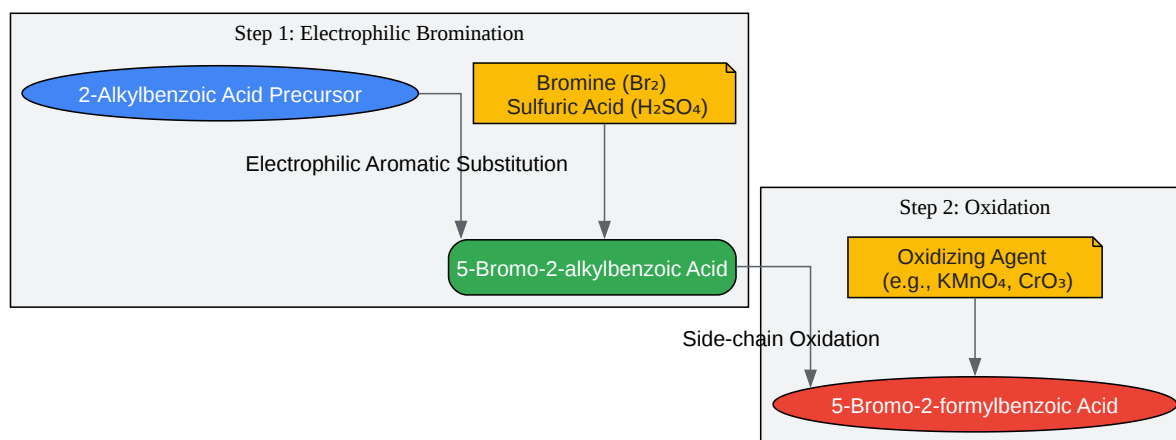 Step 1: Electrophilic Bromination
2-Alkylbenzoic Acid Precursor
Bromine (Br₂)
Sulfuric Acid (H₂SO₄)
Electrophilic Aromatic Substitution
5-Bromo-2-alkylbenzoic Acid
Step 2: Oxidation
Oxidizing Agent
(e.g., KMnO₄, CrO₃)
Side-chain Oxidation
5-Bromo-2-formylbenzoic Acid